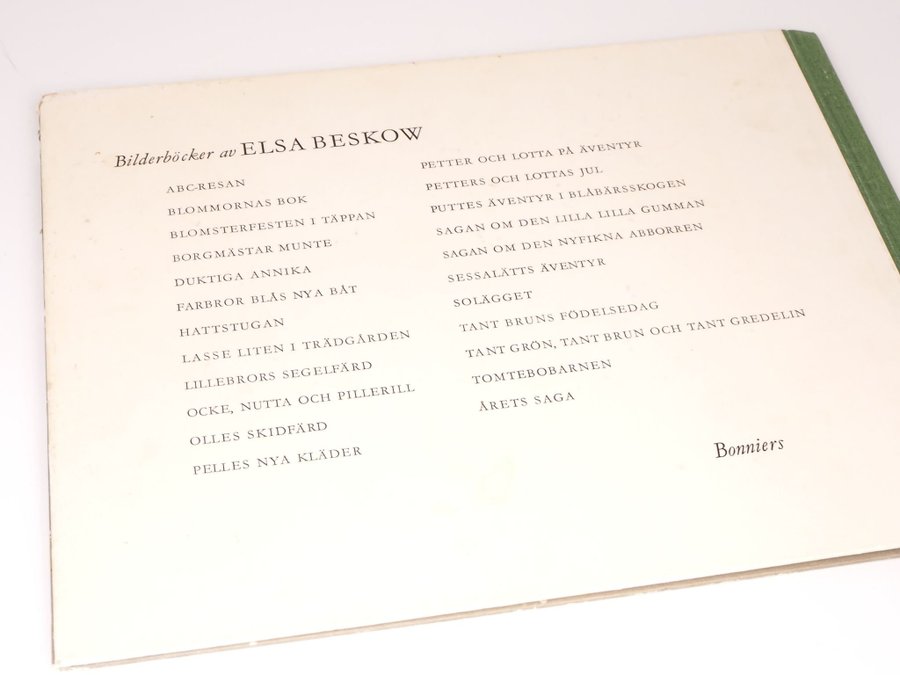 Bilderböcker av ELSA BESKOW
ABC-RESAN
BLOMMORNAS BOK
BLOMSTERFESTEN I TÄPPAN
BORGMÄSTAR MUNTE
DUKTIGA ANNIKA
FARBROR BLÅS NYA BÅT
HATTSTUGAN
LASSE LITEN I TRÄDGÅRDEN
LILLEBRORS SEGELFÄRD
OCKE, NUTTA OCH PILLERILL
OLLES SKIDFÄRD
PELLES NYA KLÄDER
PETTER OCH LOTTA PÅ ÄVENTYR
PETTERS OCH LOTTAS JUL
PUTTES ÄVENTYR I BLÅBÄRSSKOGEN
SAGAN OM DEN LILLA LILLA GUMMAN
SAGAN OM DEN NYFIKNA ABBORREN
SESSALÄTTS ÄVENTYR
SOLÄGGET
TANT BRUNS FÖDELSEDAG
TANT GRÖN, TANT BRUN OCH TANT GREDELIN
TOMTEBOBARNEN
ÅRETS SAGA
Bonniers